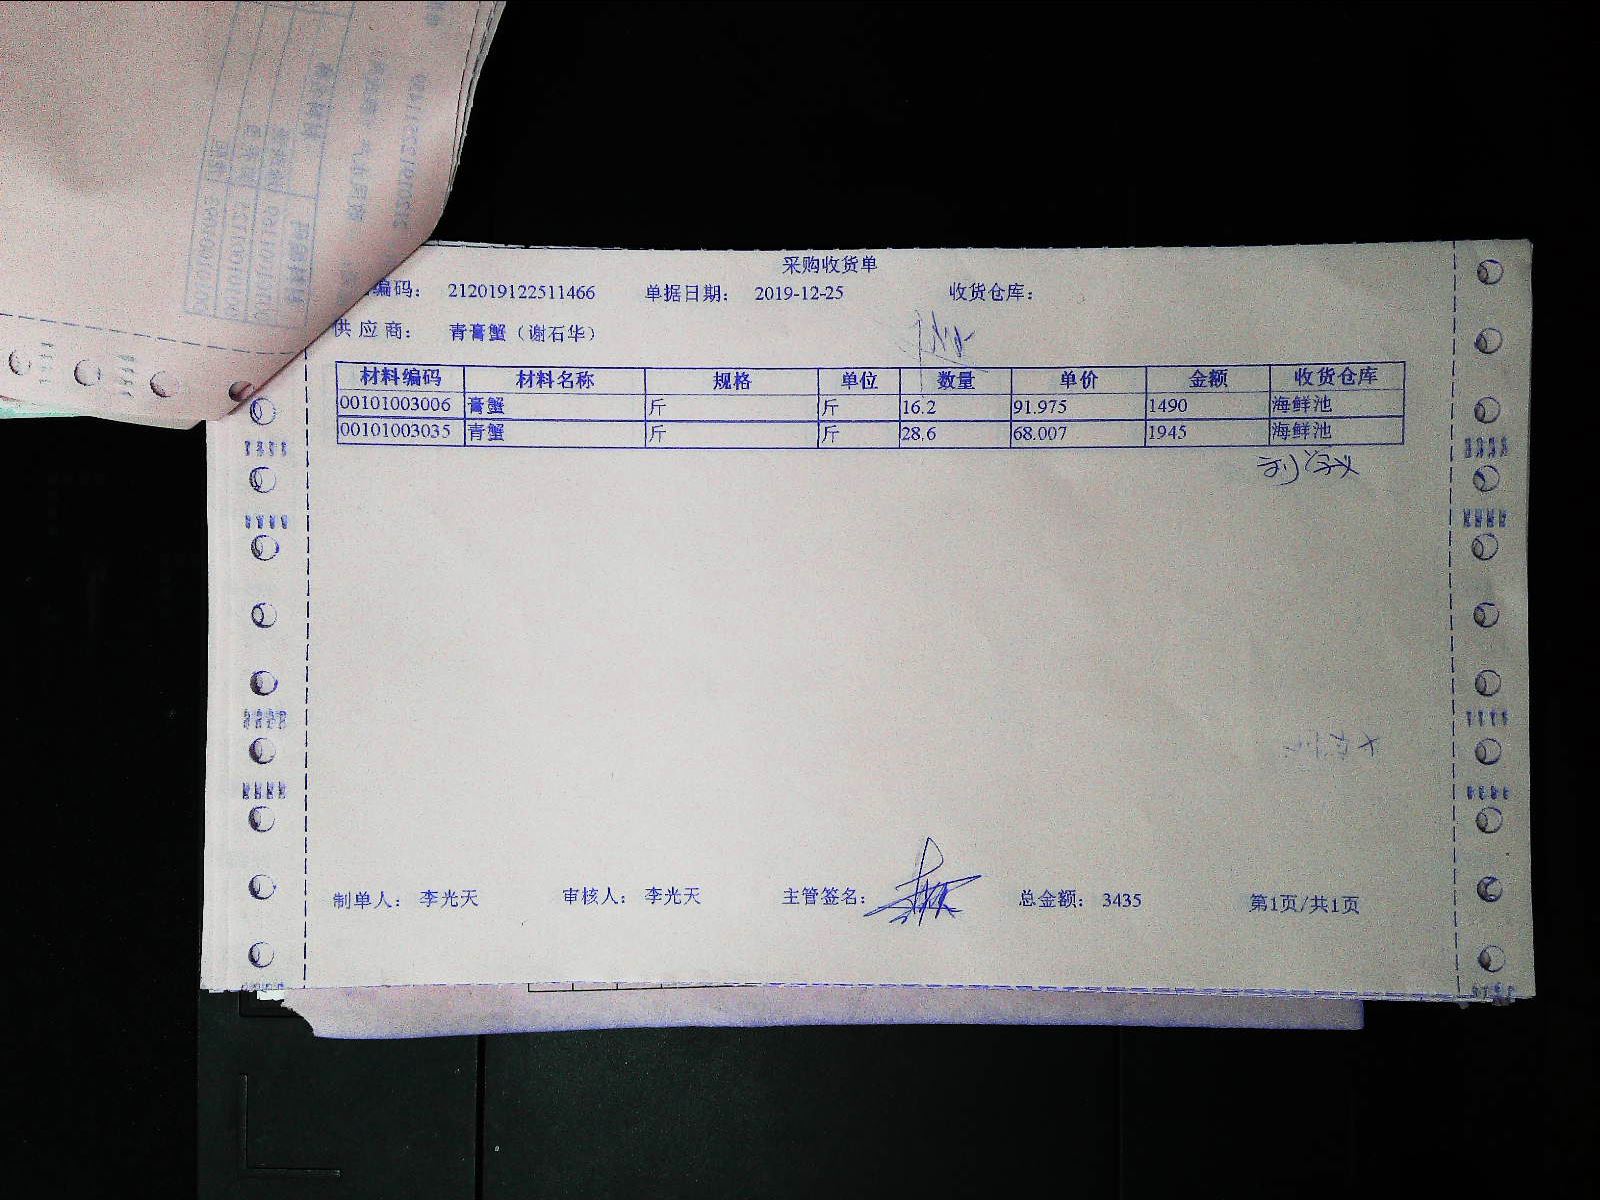 采购收货单
编码： 212019122511466 单据日期： 2019-12-25 收货仓库：
供应商： 青膏蟹（谢石华）
材料编码 材料名称 规格 单位 数量 单价 金额 收货仓库
00101003006 膏蟹 斤 斤 16.2 91.975 1490 海鲜池
00101003035 青蟹 斤 斤 28.6 68.007 1945 海鲜池
制单人： 李光天 审核人： 李光天 主管签名： 总金额： 3435 第1页/共1页